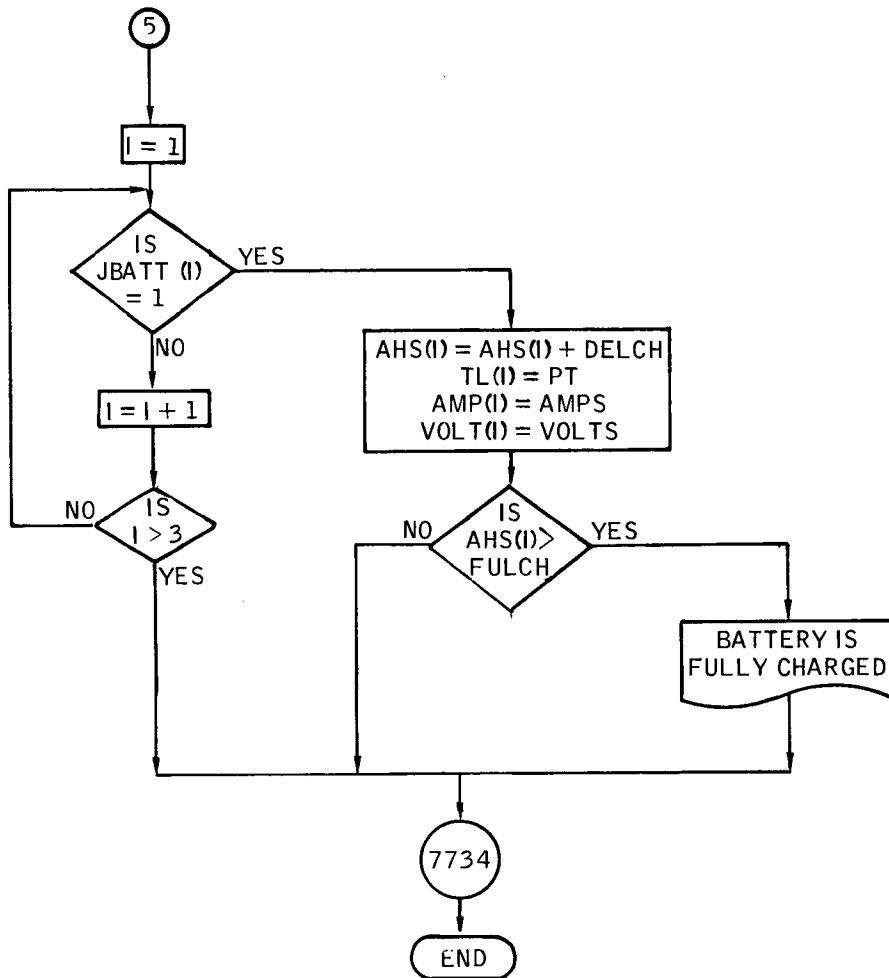 5
I = 1
IS
JBATT (I)
= 1
YES
NO
I = I + 1
IS
I > 3
NO
YES
AHS(I) = AHS(I) + DELCH
TL(I) = PT
AMP(I) = AMPS
VOLT(I) = VOLTS
IS
AHS(I) >
FULCH
NO
YES
BATTERY IS
FULLY CHARGED
7734
END